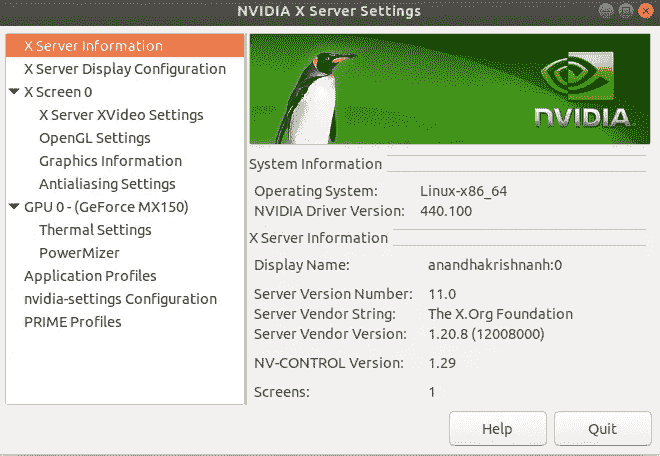 NVIDIA X Server Settings
X Server Information
X Server Display Configuration
X Screen 0
X Server XVideo Settings
OpenGL Settings
Graphics Information
Antialiasing Settings
GPU 0 - (GeForce MX150)
Thermal Settings
PowerMizer
Application Profiles
nvidia-settings Configuration
PRIME Profiles
NVIDIA.
System Information
Operating System: Linux-x86_64
NVIDIA Driver Version: 440.100
X Server Information
Display Name: anandhakrishnanh:0
Server Version Number: 11.0
Server Vendor String: The X.Org Foundation
Server Vendor Version: 1.20.8 (12008000)
NV-CONTROL Version: 1.29
Screens: 1
Help Quit